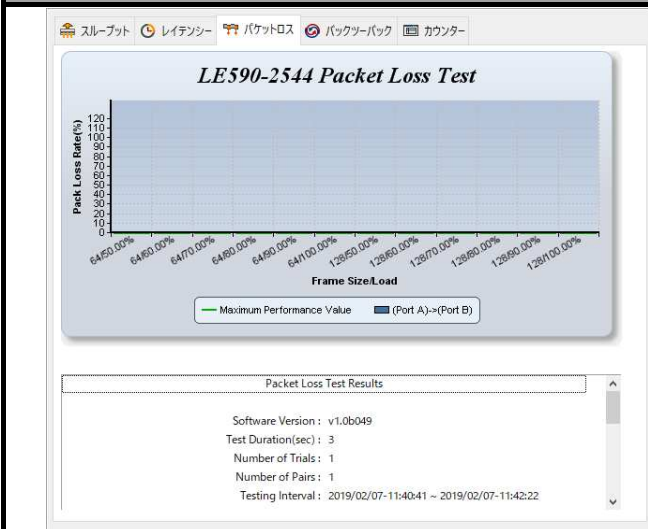 スループット レイテンシー パケットロス バックツーバック カウンター
LE590-2544 Packet Loss Test
Pack Loss Rate(%)
120
110
100
90
80
70
60
50
40
30
20
10
0
64/50.00% 64/60.00% 64/70.00% 64/80.00% 64/90.00% 64/100.00% 128/50.00% 128/60.00% 128/70.00% 128/80.00% 128/90.00% 128/100.00%
Frame Size/Load
Maximum Performance Value (Port A)->(Port B)
Packet Loss Test Results
Software Version : v1.0b049
Test Duration(sec) : 3
Number of Trials : 1
Number of Pairs : 1
Testing Interval : 2019/02/07-11:40:41 ~ 2019/02/07-11:42:22